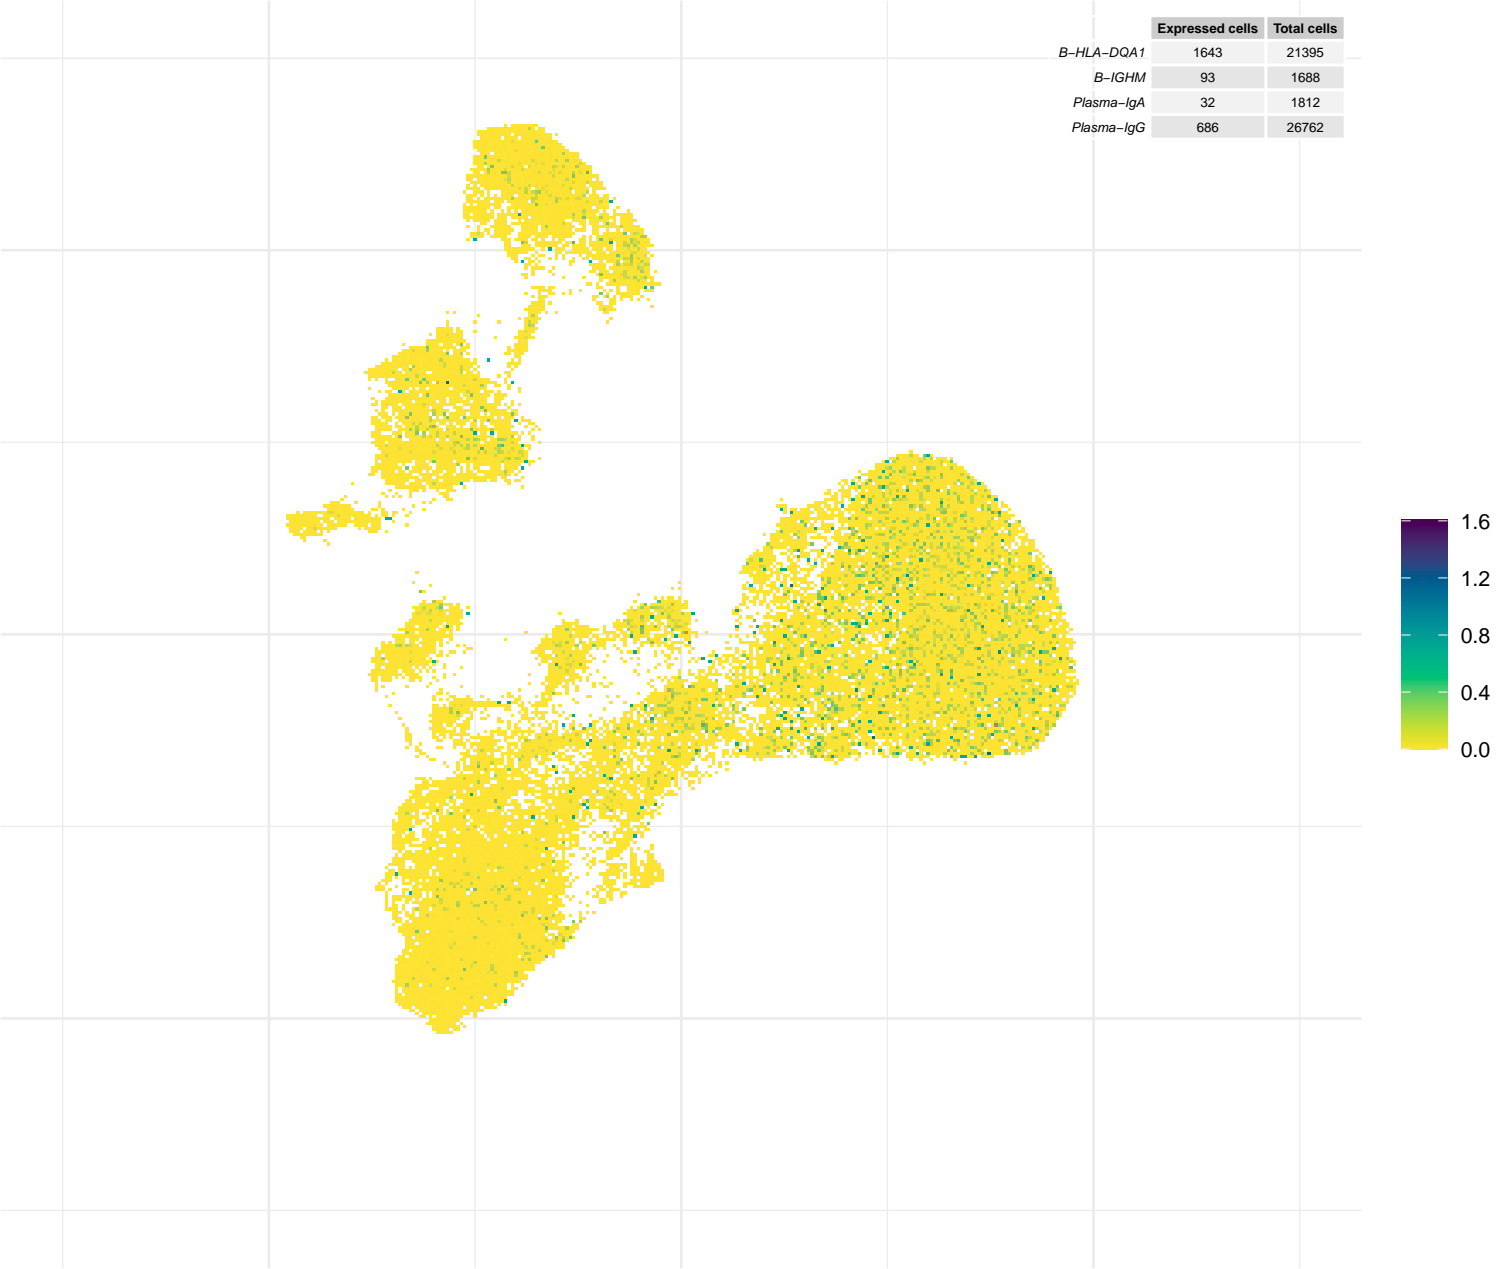 Expressed cells Total cells
B−HLA−DQA1 1643 21395
B−IGHM 93 1688
Plasma−IgA 32 1812
Plasma−IgG 686 26762
1.6
1.2
0.8
0.4
0.0